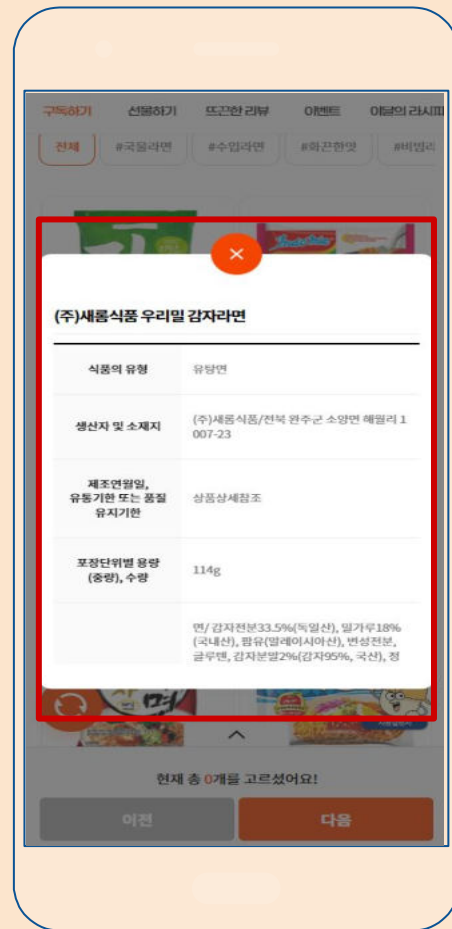 구독하기 선물하기 뜨끈한 리뷰 이벤트 이달의 라시피
전체 #국물라면 #수입라면 #화끈한맛 #비빔라
(주)새롬식품 우리밀 감자라면
식품의 유형 유탕면
생산자 및 소재지 (주)새롬식품/전북 완주군 소양면 해월리 1
007-23
제조연월일,
유통기한 또는 품질
유지기한
상품상세참조
포장단위별 용량
(중량), 수량
114g
면/ 감자전분33.5%(독일산), 밀가루18%
(국내산), 팜유(말레이시아산), 변성전분,
글루텐, 감자분말2%(감자95%, 국산), 정
면
현재 총 0개를 고르셨어요!
이전 다음